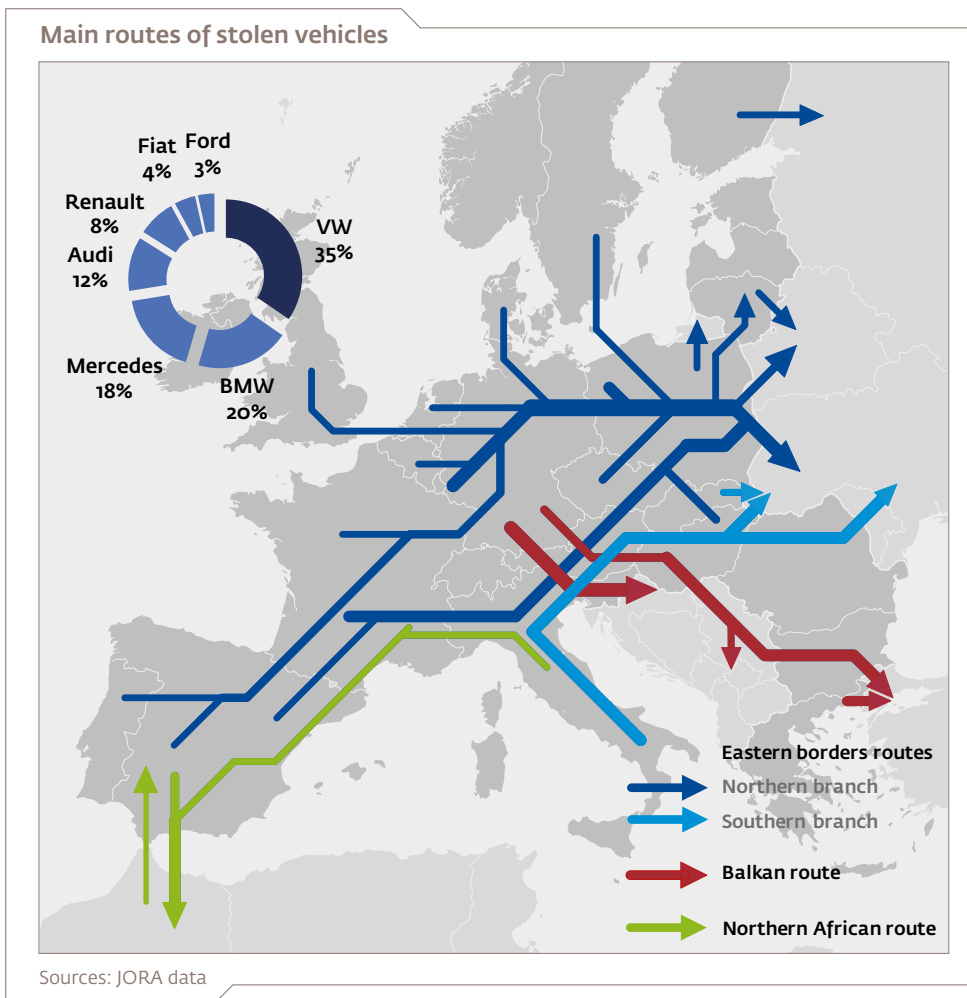 Main routes of stolen vehicles
Fiat
4%
Ford
3%
Renault
8%
VW
35%
Audi
12%
Mercedes
18%
BMW
20%
Eastern borders routes
Northern branch
Southern branch
Balkan route
Northern African route
Sources: JORA data